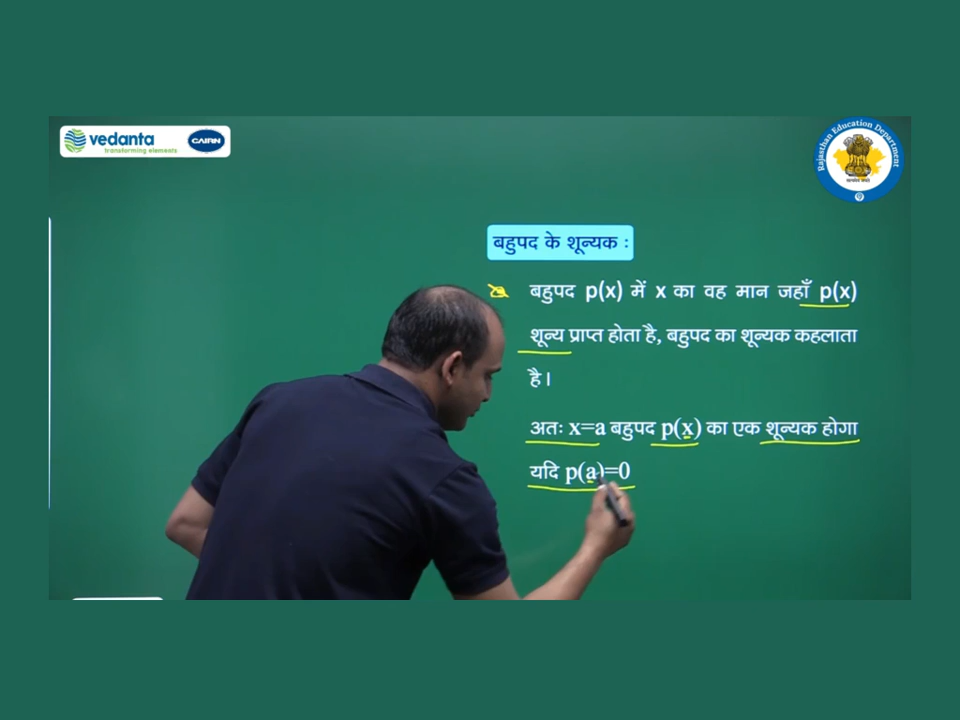 vedanta
transforming elements
CAIRN
Rajasthan Education Department
बहुपद के शून्यक :
बहुपद p(x) में x का वह मान जहाँ p(x)
शून्य प्राप्त होता है, बहुपद का शून्यक कहलाता
है।
अतः x=a बहुपद p(x) का एक शून्यक होगा
यदि p(a)=0